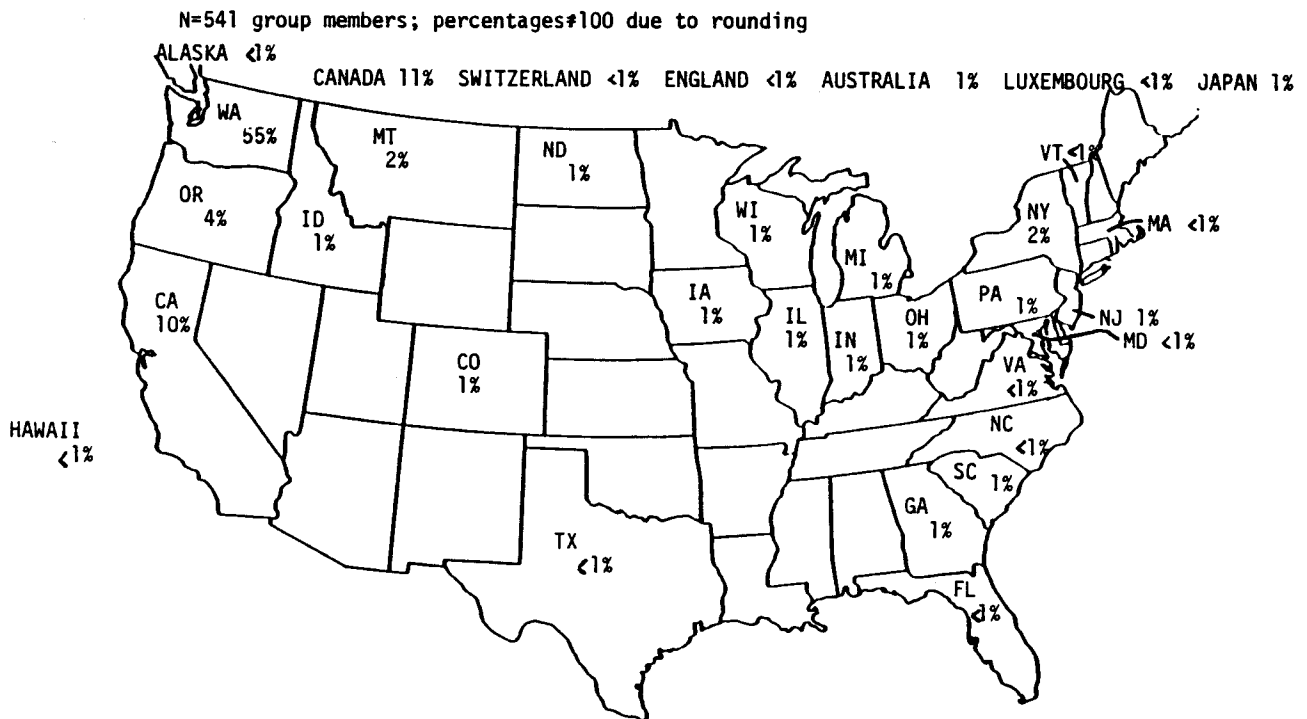 N=541 group members; percentages≠100 due to rounding
ALASKA <1%
CANADA 11% SWITZERLAND <1% ENGLAND <1% AUSTRALIA 1% LUXEMBOURG <1% JAPAN 1%
WA
55%
MT
2%
ND
1%
VT <1%
OR
4%
ID
1%
WI
1%
NY
2%
MA <1%
MI
1%
CA
10%
IA
1%
IL
1%
IN
1%
OH
1%
PA
1%
NJ 1%
MD <1%
CO
1%
VA
<1%
HAWAII
<1%
NC
<1%
SC
1%
GA
1%
TX
<1%
FL
<1%